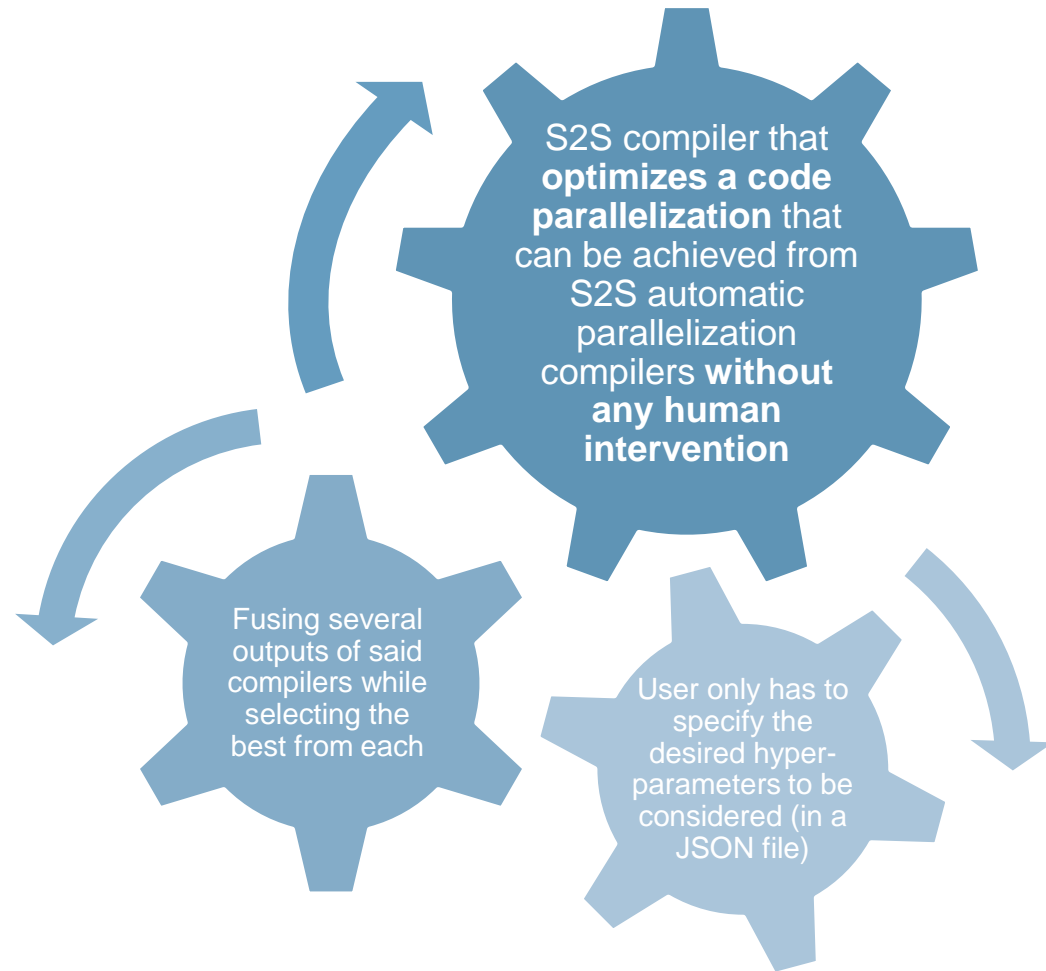 S2S compiler that
optimizes a code
parallelization that
can be achieved from
S2S automatic
parallelization
compilers without
any human
intervention
Fusing several
outputs of said
compilers while
selecting the
best from each
User only has to
specify the
desired hyper-
parameters to be
considered (in a
JSON file)